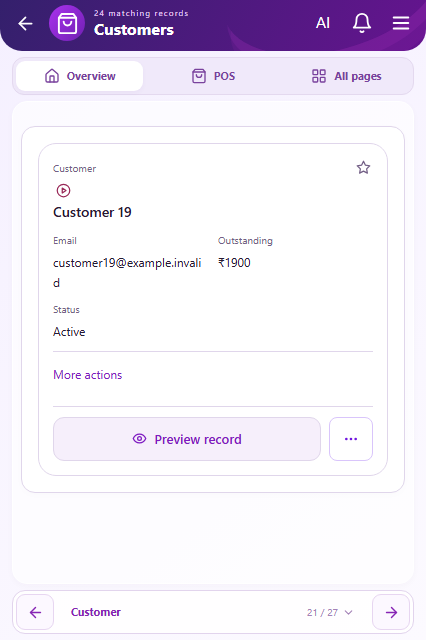 24 matching records
Customers
AI
Overview
POS
All pages
Customer
Customer 19
Email
Outstanding
customer19@example.invali
d
₹1900
Status
Active
More actions
Preview record
Customer
21 / 27